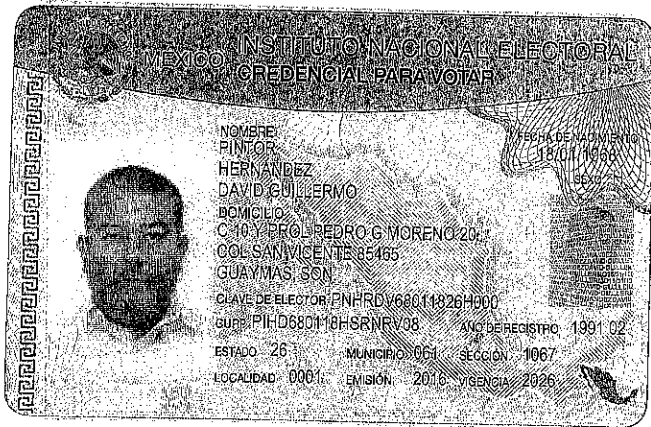 MÉXICO INSTITUTO NACIONAL ELECTORAL
CREDENCIAL PARA VOTAR
NOMBRE
PINTOR
HERNANDEZ
DAVID GUILLERMO
FECHA DE NACIMIENTO
18/01/1968
SEXO H
DOMICILIO
C 10 Y PROL PEDRO G MORENO 20
COL SAN VICENTE 85465
GUAYMAS, SON.
CLAVE DE ELECTOR PNHRDV68011826H000
CURP PIHD680118HSRNRV08 AÑO DE REGISTRO 1991 02
ESTADO 26 MUNICIPIO 061 SECCIÓN 1067
LOCALIDAD 0001 EMISIÓN 2016 VIGENCIA 2026